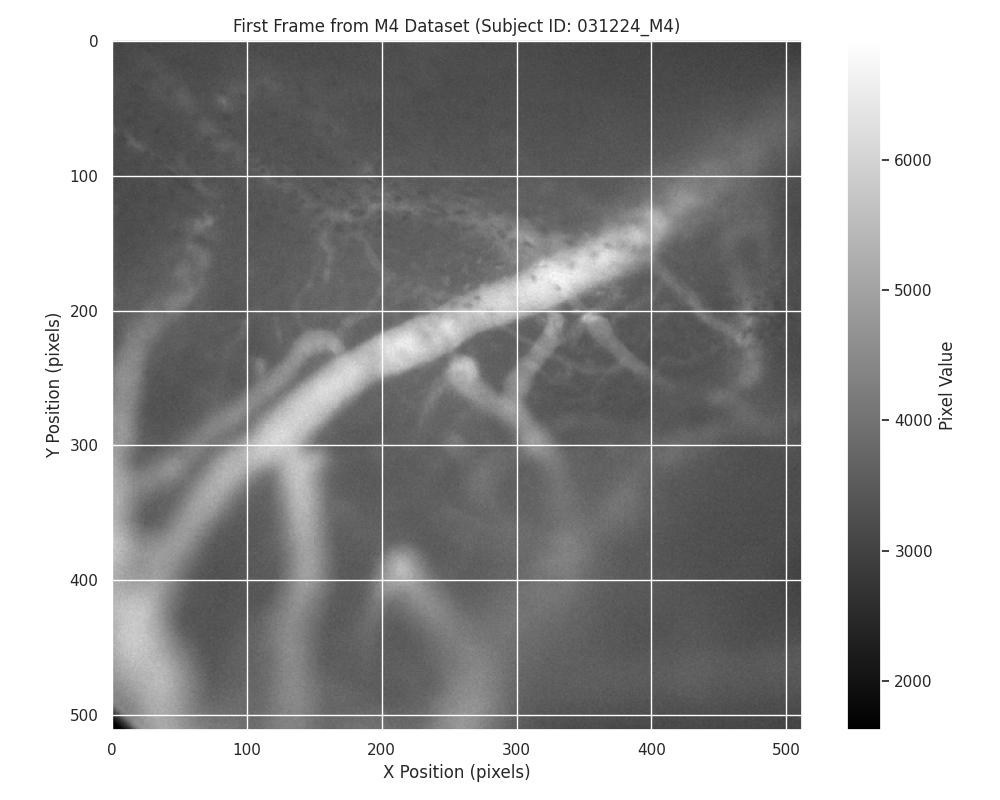 First Frame from M4 Dataset (Subject ID: 031224_M4)
0
100
200
300
400
500
Y Position (pixels)
0 100 200 300 400 500
X Position (pixels)
6000
5000
4000
3000
2000
Pixel Value